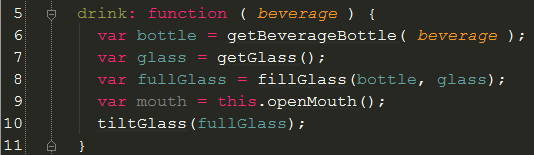 5 drink: function ( beverage ) {
6 var bottle = getBeverageBottle( beverage );
7 var glass = getGlass();
8 var fullGlass = fillGlass(bottle, glass);
9 var mouth = this.openMouth();
10 tiltGlass(fullGlass);
11 }